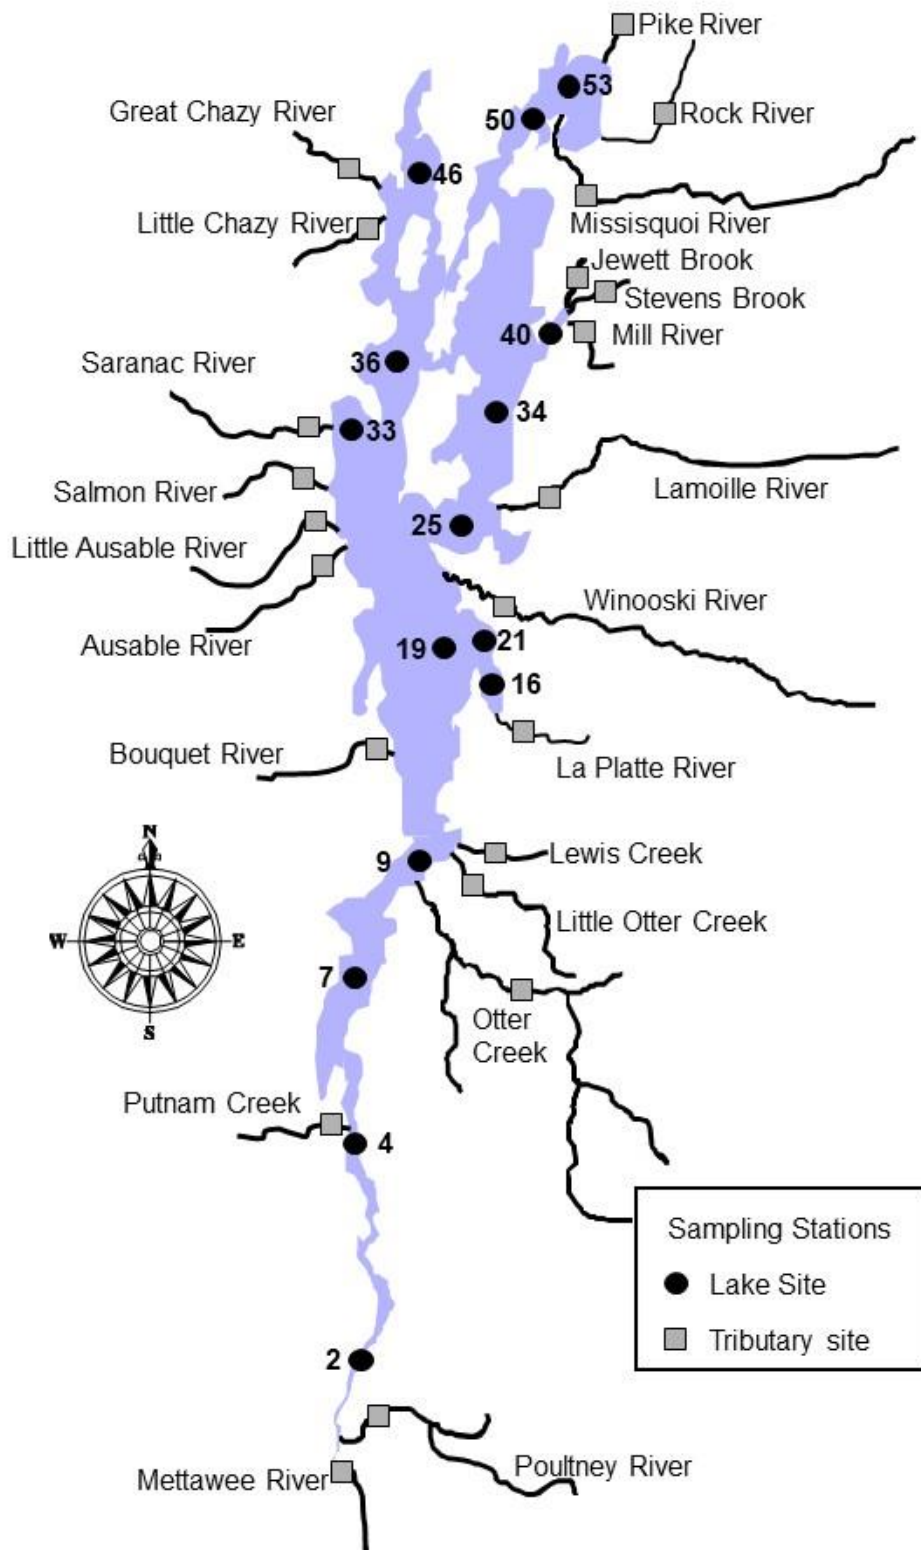 Pike River
53
Great Chazy River
50
Rock River
46
Little Chazy River
Missisquoi River
Jewett Brook
Stevens Brook
40
Mill River
36
Saranac River
34
33
Salmon River
Lamoille River
25
Little Ausable River
Winooski River
Ausable River
19
21
16
Bouquet River
La Platte River
N
9
Lewis Creek
Little Otter Creek
W
E
7
S
Otter
Creek
Putnam Creek
4
Sampling Stations
Lake Site
Tributary site
2
Poultney River
Mettawee River